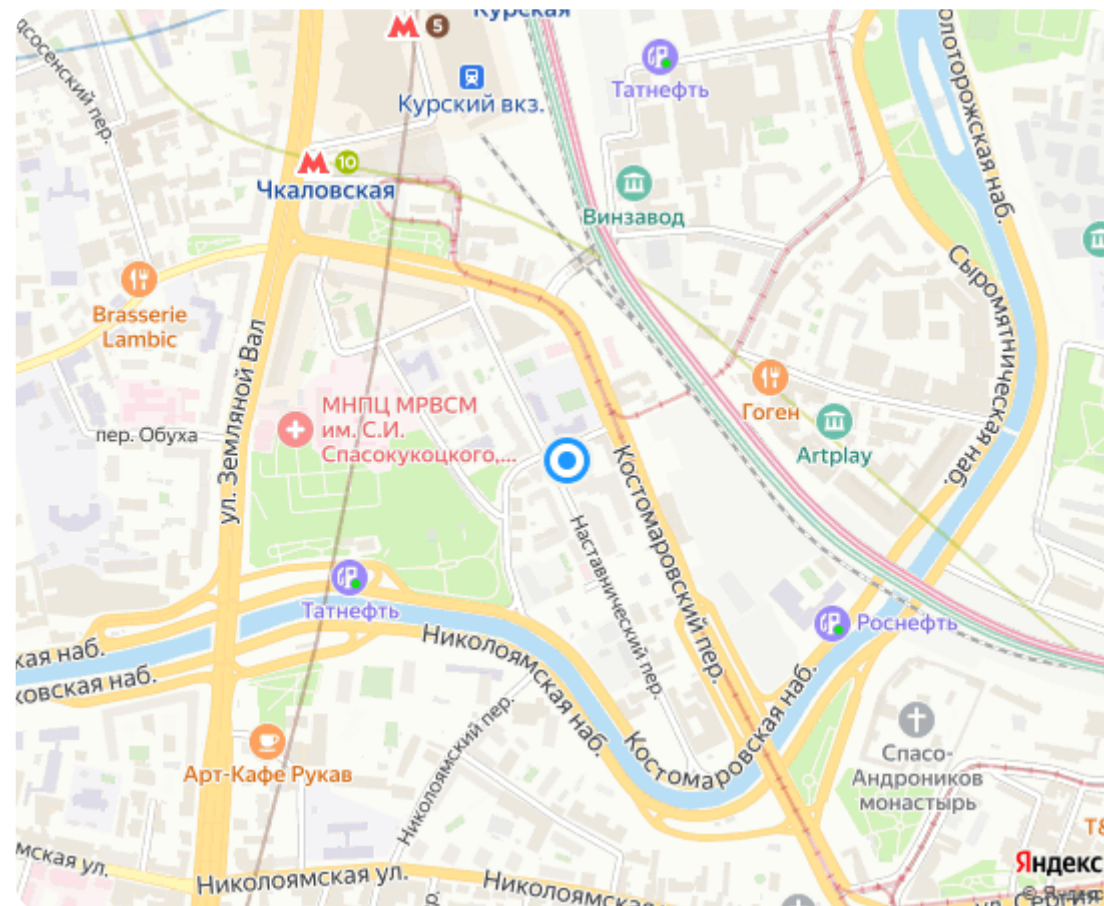 Курская
5
Курский вкз.
Татнефть
10
Чкаловская
Винзавод
Сыромятническая наб.
Brasserie
Lambic
ул. Земляной Вал
МНПЦ МРВСМ
им. С.И.
Спасокукоцкого,...
пер. Обуха
Гоген
Artplay
Костомаровский пер.
Наставнический пер.
Татнефть
Роснефть
Николоямская наб.
Костомаровская наб.
Николоямский пер.
Арт-Кафе Рукав
Спасо-
Андроников
монастырь
Николоямская ул.
Яндекс